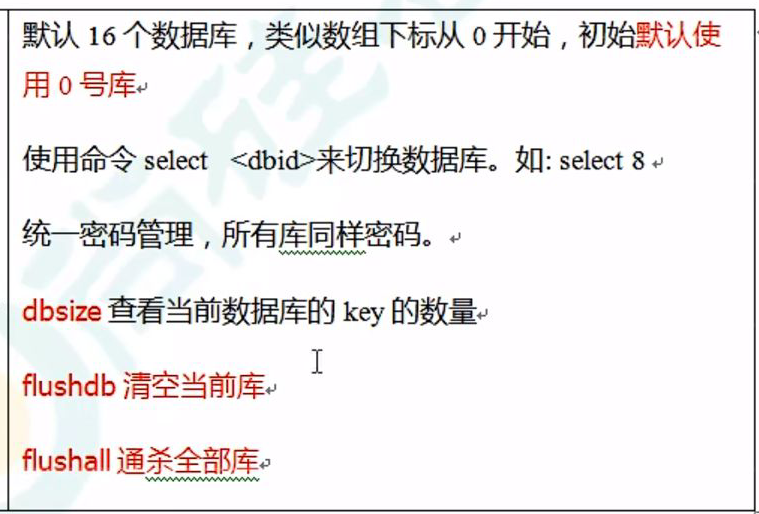 默认 16 个数据库，类似数组下标从 0 开始，初始默认使
用 0 号库
使用命令 select <dbid>来切换数据库。如: select 8
统一密码管理，所有库同样密码。
dbsize 查看当前数据库的 key 的数量
flushdb 清空当前库
flushall 通杀全部库